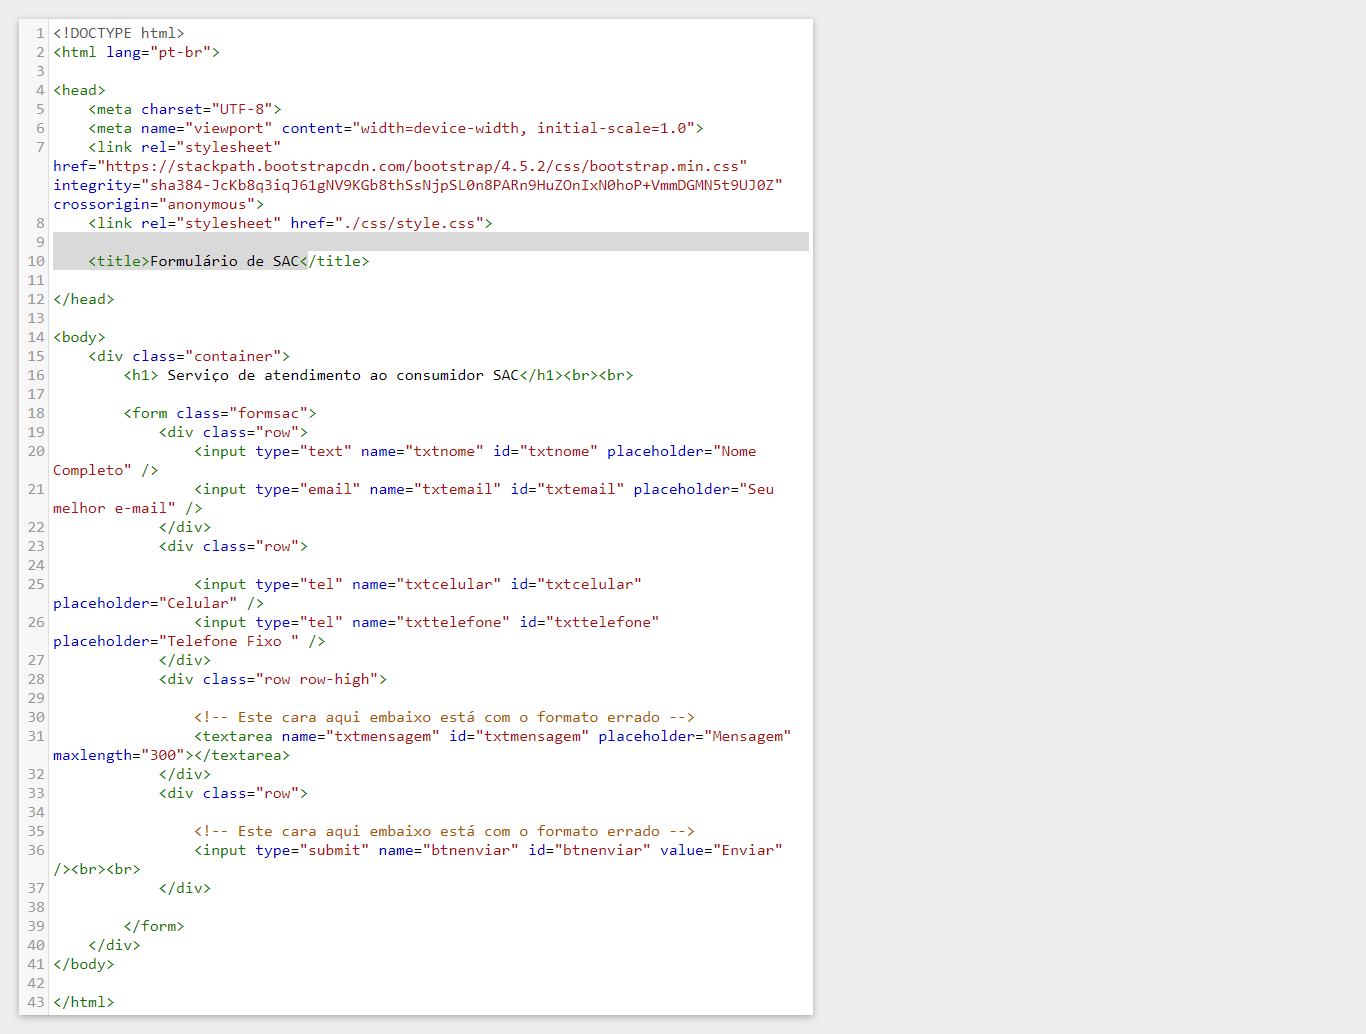 1 <!DOCTYPE html>
2 <html lang="pt-br">
3
4 <head>
5     <meta charset="UTF-8">
6     <meta name="viewport" content="width=device-width, initial-scale=1.0">
7     <link rel="stylesheet"
href="https://stackpath.bootstrapcdn.com/bootstrap/4.5.2/css/bootstrap.min.css"
integrity="sha384-JcKb8q3iqJ61gNV9KGb8thSsNjpSL0n8PARn9HuZOnIxN0hoP+VmmDGMN5t9UJ0Z"
crossorigin="anonymous">
8     <link rel="stylesheet" href="./css/style.css">
9
10     <title>Formulário de SAC</title>
11
12 </head>
13
14 <body>
15     <div class="container">
16         <h1> Serviço de atendimento ao consumidor SAC</h1><br><br>
17
18         <form class="formsac">
19             <div class="row">
20                 <input type="text" name="txtnome" id="txtnome" placeholder="Nome
Completo" />
21                 <input type="email" name="txtemail" id="txtemail" placeholder="Seu
melhor e-mail" />
22             </div>
23             <div class="row">
24
25                 <input type="tel" name="txtcelular" id="txtcelular"
placeholder="Celular" />
26                 <input type="tel" name="txttelefone" id="txttelefone"
placeholder="Telefone Fixo " />
27             </div>
28             <div class="row row-high">
29
30                 <!-- Este cara aqui embaixo está com o formato errado -->
31                 <textarea name="txtmensagem" id="txtmensagem" placeholder="Mensagem"
maxlength="300"></textarea>
32             </div>
33             <div class="row">
34
35                 <!-- Este cara aqui embaixo está com o formato errado -->
36                 <input type="submit" name="btnenviar" id="btnenviar" value="Enviar"
/><br><br>
37             </div>
38
39         </form>
40     </div>
41 </body>
42
43 </html>